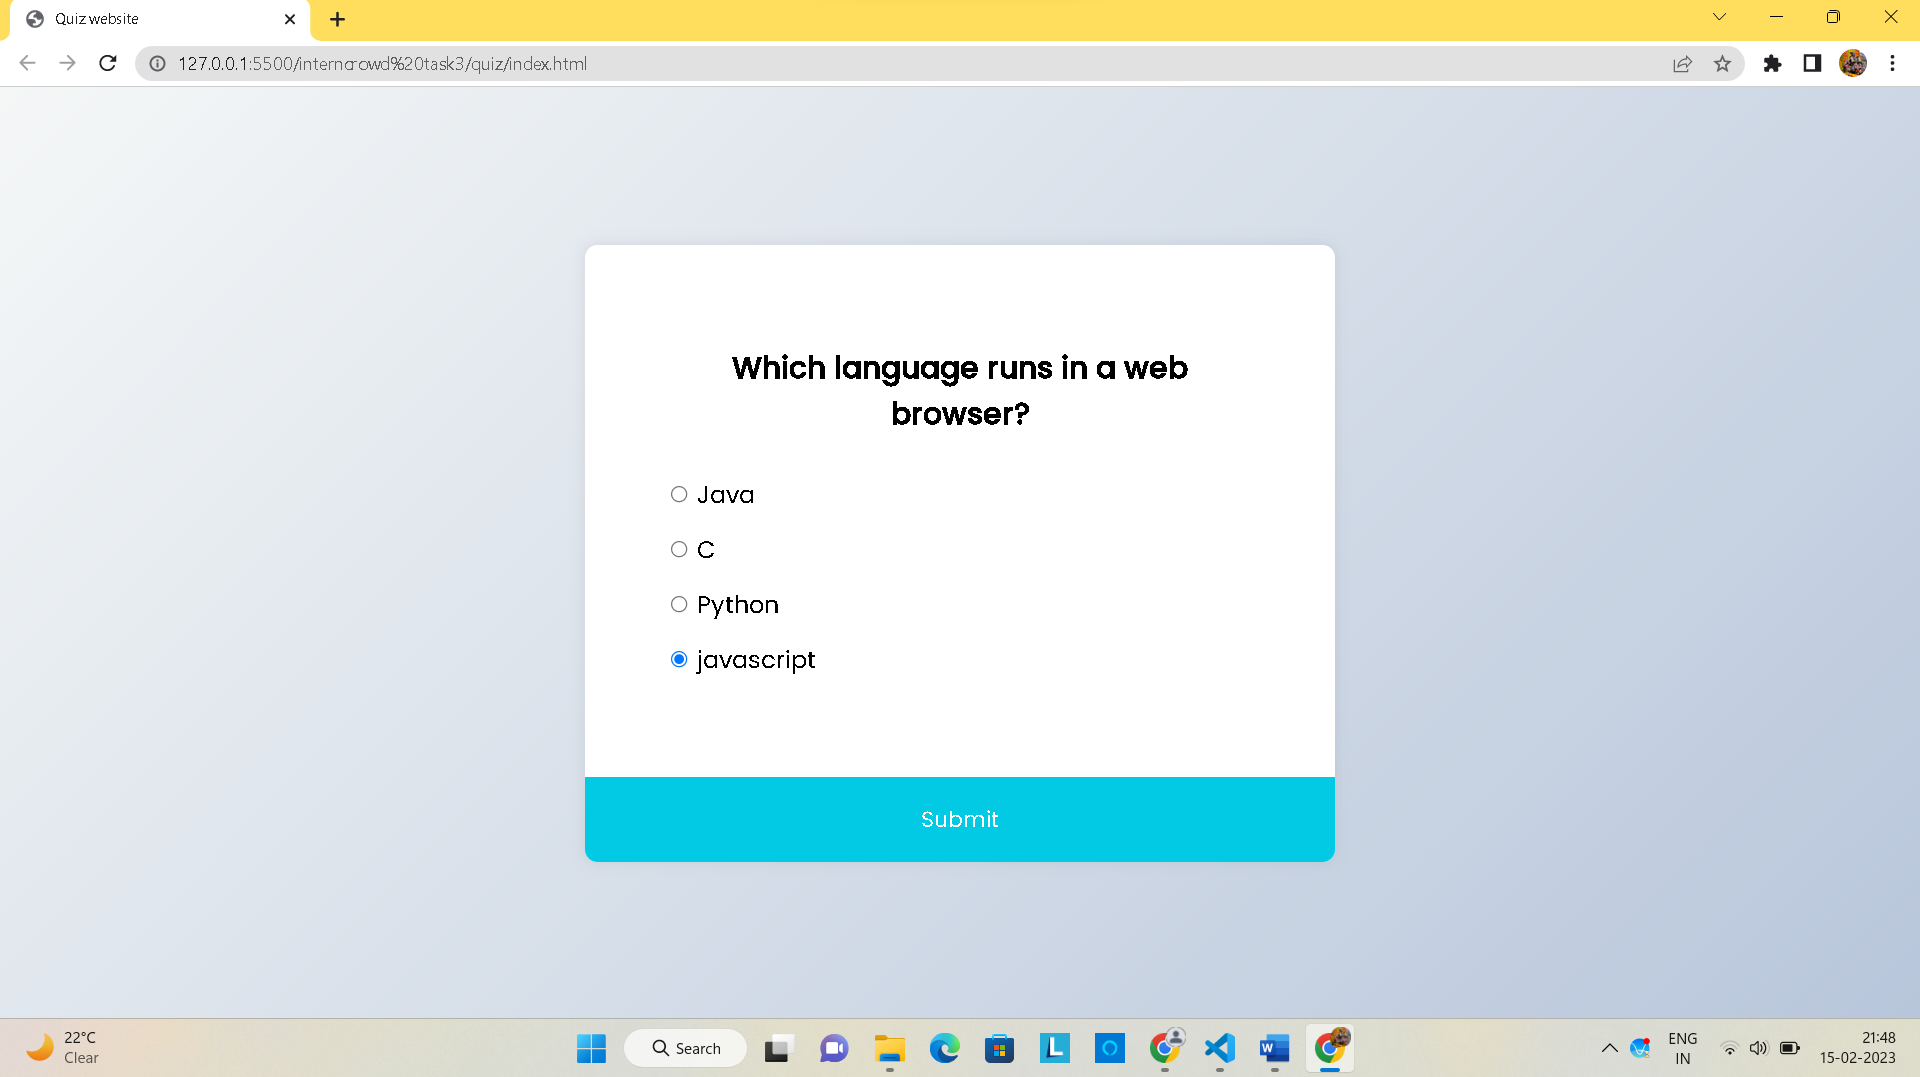 Quiz website
127.0.0.1:5500/interncrowd%20task3/quiz/index.html
Which language runs in a web
browser?
Java
C
Python
javascript
Submit
22°C
Clear
Search
ENG
IN
21:48
15-02-2023